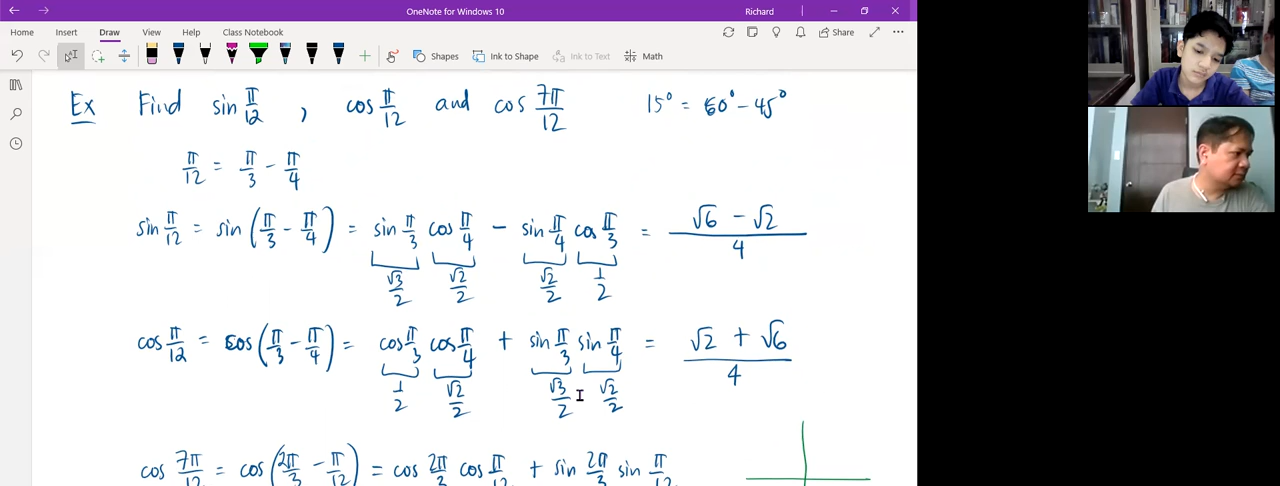 OneNote for Windows 10
Richard
Home Insert Draw View Help Class Notebook
Share
Shapes Ink to Shape Ink to Text Math
Ex Find sin π/12 , cos π/12 and cos 7π/12 15° = 60° - 45°
π/12 = π/3 - π/4
sin π/12 = sin (π/3 - π/4) = sin π/3 cos π/4 - sin π/4 cos π/3 = (√6 - √2)/4
√3/2 √2/2 √2/2 1/2
cos π/12 = cos (π/3 - π/4) = cos π/3 cos π/4 + sin π/3 sin π/4 = (√2 + √6)/4
1/2 √2/2 √3/2 √2/2
cos 7π/12 = cos (2π/3 - π/12) = cos 2π/3 cos π/12 + sin 2π/3 sin π/12